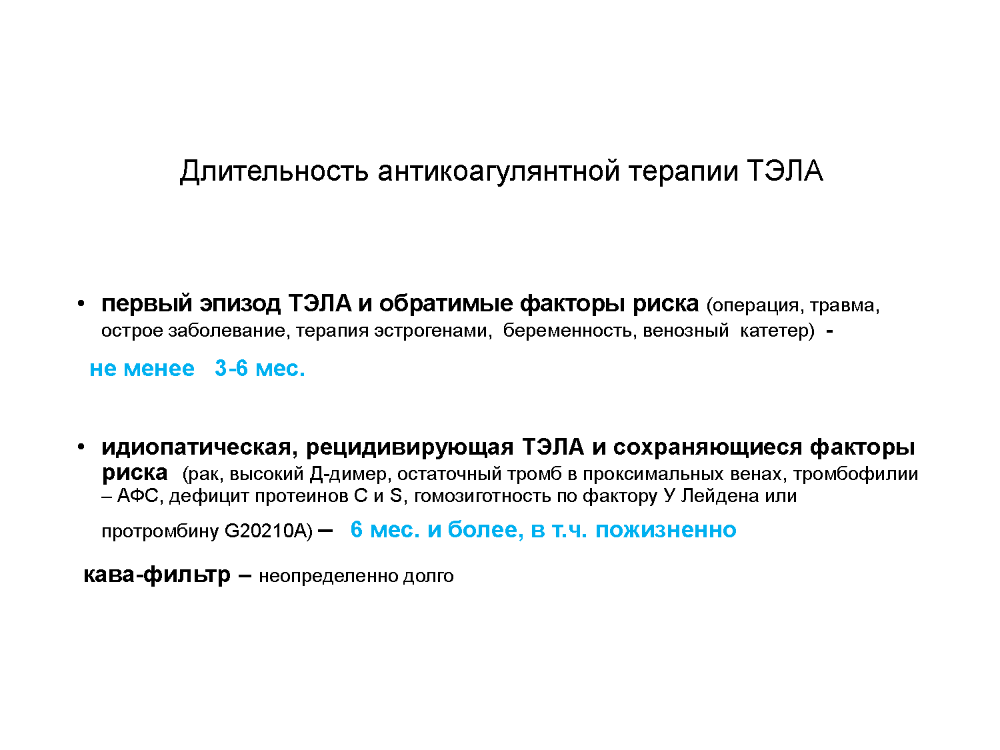 Длительность антикоагулянтной терапии ТЭЛА
• первый эпизод ТЭЛА и обратимые факторы риска (операция, травма,
острое заболевание, терапия эстрогенами, беременность, венозный катетер) -
не менее 3-6 мес.
• идиопатическая, рецидивирующая ТЭЛА и сохраняющиеся факторы
риска (рак, высокий Д-димер, остаточный тромб в проксимальных венах, тромбофилии
– АФС, дефицит протеинов С и S, гомозиготность по фактору У Лейдена или
протромбину G20210A) – 6 мес. и более, в т.ч. пожизненно
кава-фильтр – неопределенно долго